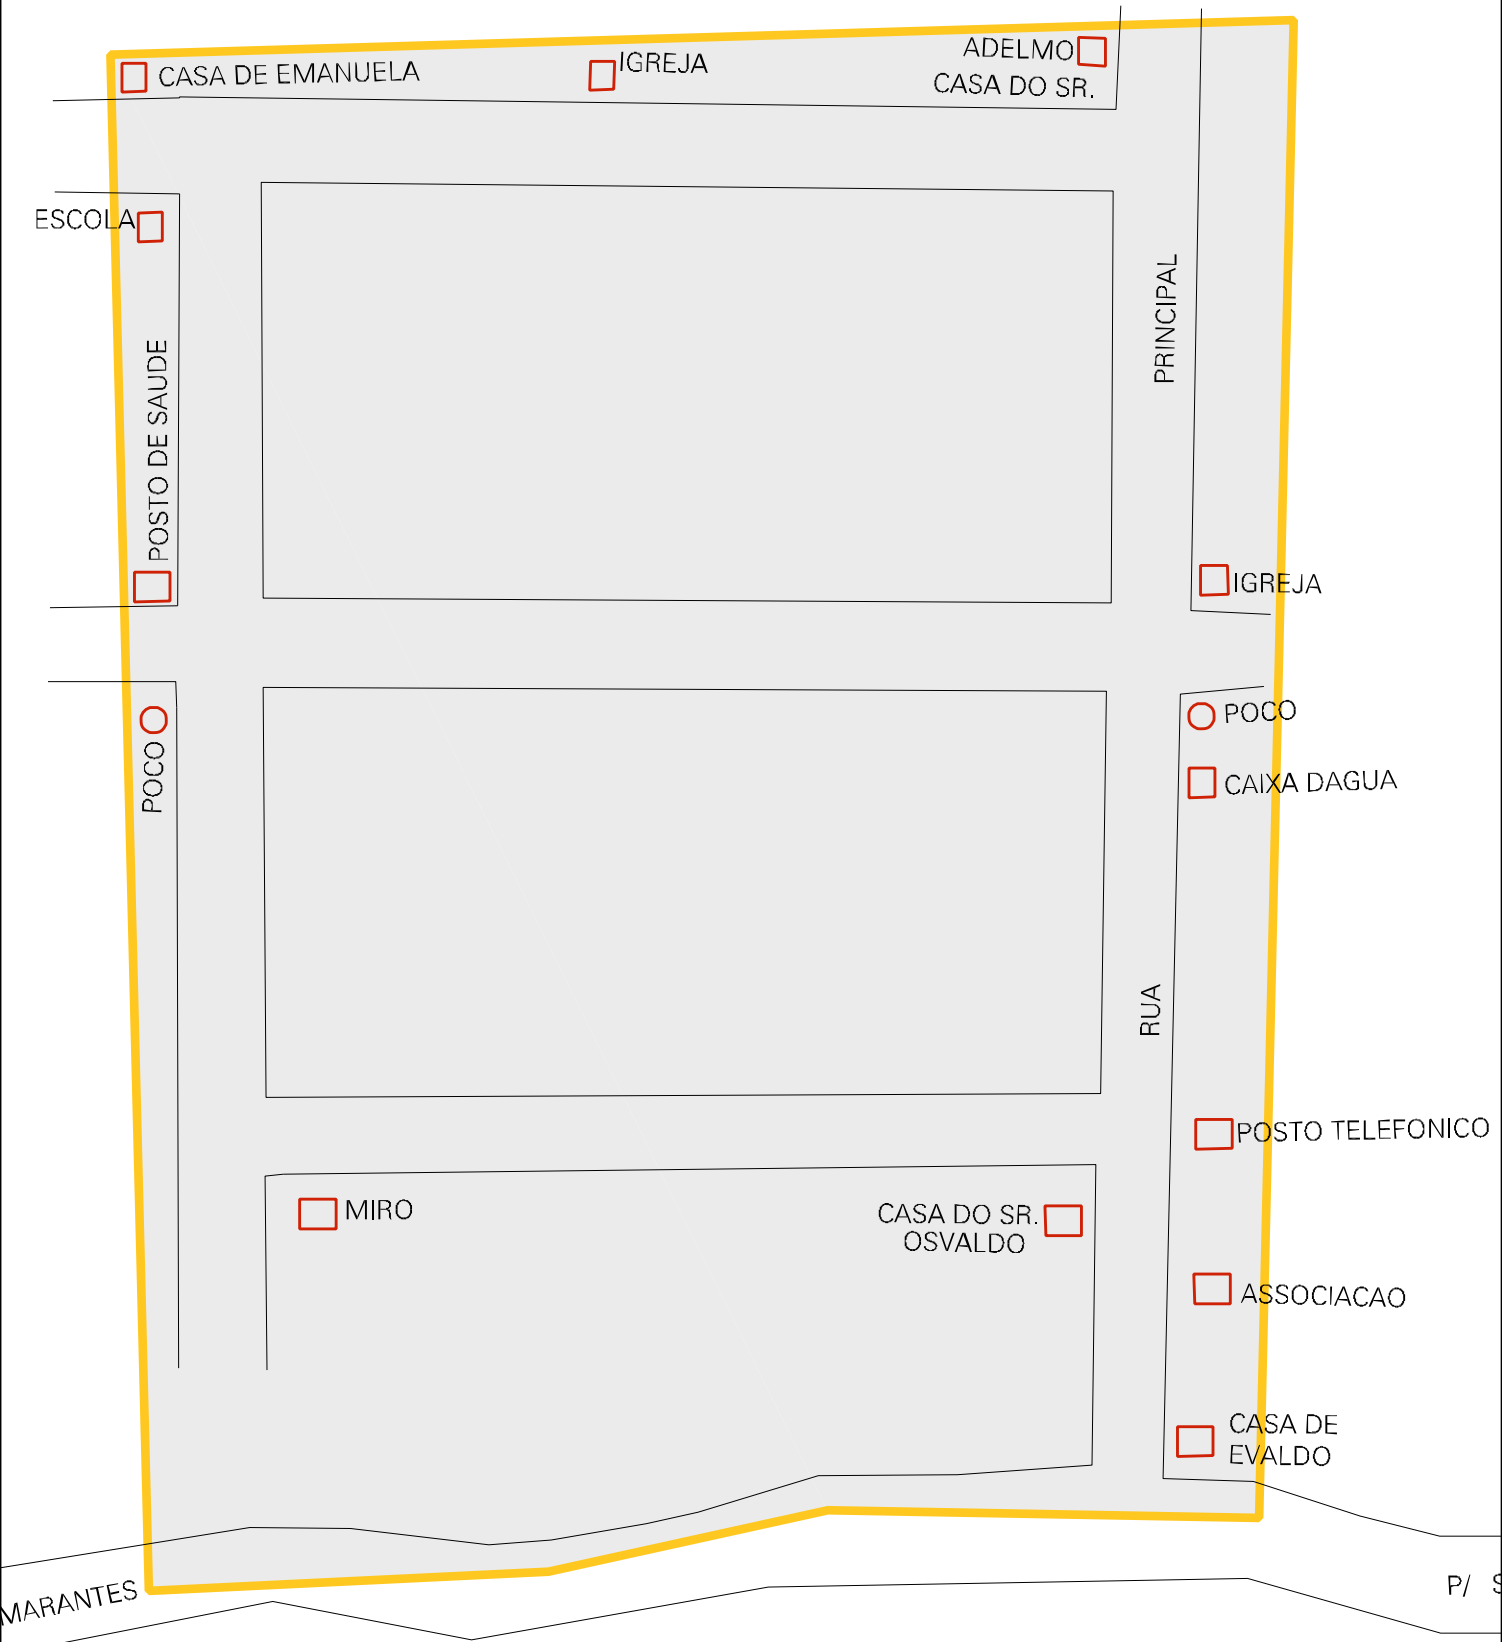 ADELMO
CASA DO SR.
IGREJA
CASA DE EMANUELA
ESCOLA
PRINCIPAL
POSTO DE SAUDE
IGREJA
POCO
POCO
CAIXA DAGUA
RUA
POSTO TELEFONICO
MIRO
CASA DO SR.
OSVALDO
ASSOCIACAO
CASA DE
EVALDO
MARANTES
P/ S